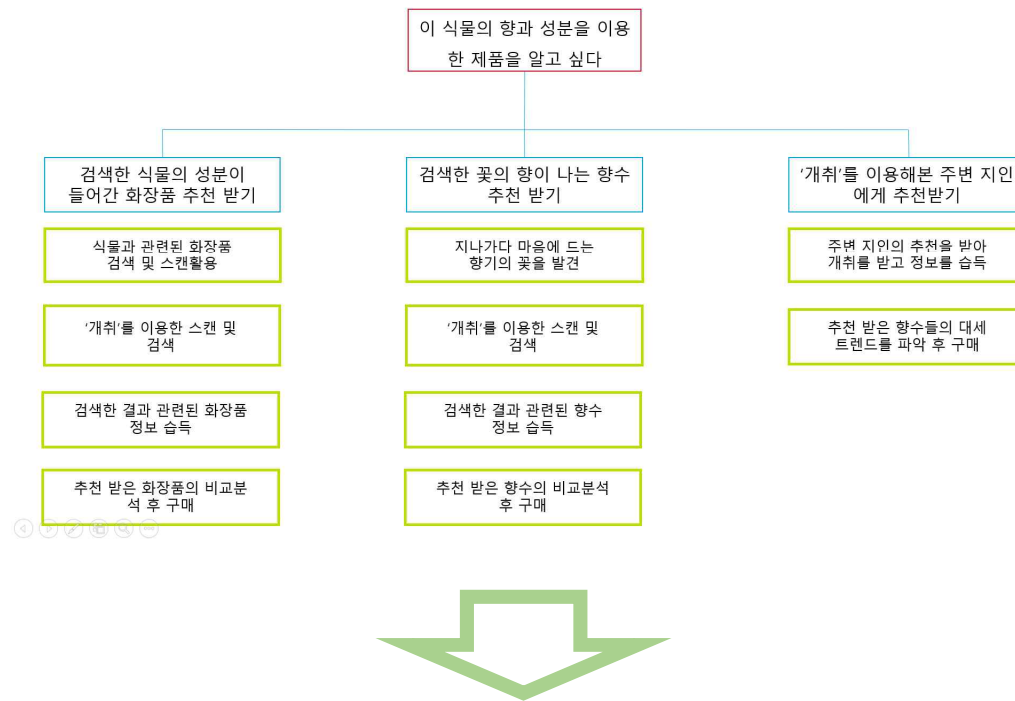 이 식물의 향과 성분을 이용
한 제품을 알고 싶다
검색한 식물의 성분이
들어간 화장품 추천 받기
식물과 관련된 화장품
검색 및 스캔활용
‘개취’를 이용한 스캔 및
검색
검색한 결과 관련된 화장품
정보 습득
추천 받은 화장품의 비교분
석 후 구매
검색한 꽃의 향이 나는 향수
추천 받기
지나가다 마음에 드는
향기의 꽃을 발견
‘개취’를 이용한 스캔 및
검색
검색한 결과 관련된 향수
정보 습득
추천 받은 향수의 비교분석
후 구매
‘개취’를 이용해본 주변 지인
에게 추천받기
주변 지인의 추천을 받아
개취를 받고 정보를 습득
추천 받은 향수들의 대세
트렌드를 파악 후 구매